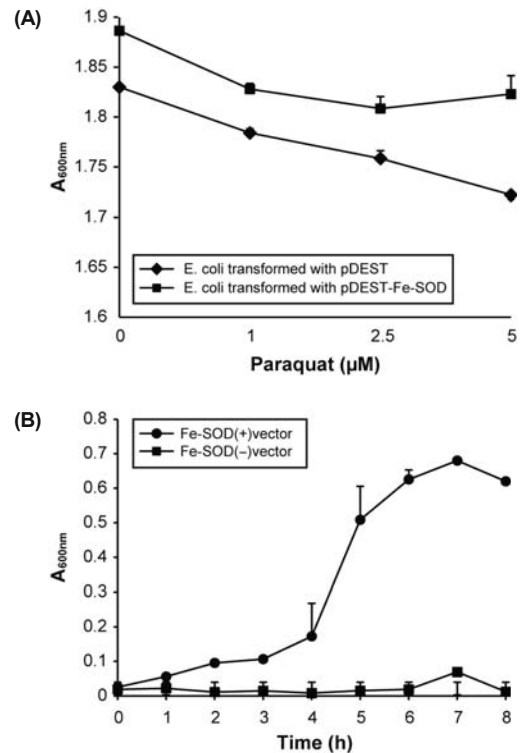 (A)
1.9
1.85
1.8
1.75
1.7
1.65
1.6
A600nm
E. coli transformed with pDEST
E. coli transformed with pDEST-Fe-SOD
0 1 2.5 5
Paraquat (µM)
(B)
0.8
0.7
0.6
0.5
0.4
0.3
0.2
0.1
0
A600nm
Fe-SOD(+)vector
Fe-SOD(−)vector
0 1 2 3 4 5 6 7 8
Time (h)